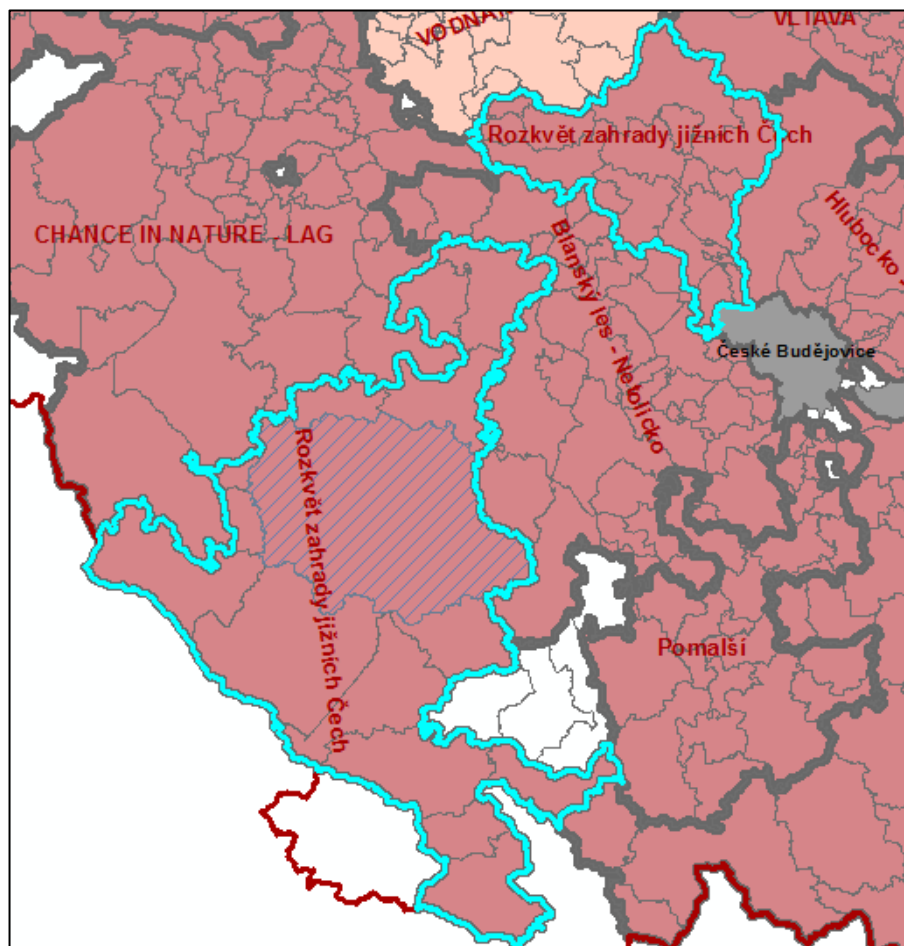 VLTAVA
Rozkvět zahrady jižních Čech
CHANCE IN NATURE - LAG
Blanský les - Netolicko
České Budějovice
Rozkvět zahrady jižních Čech
Pomalší